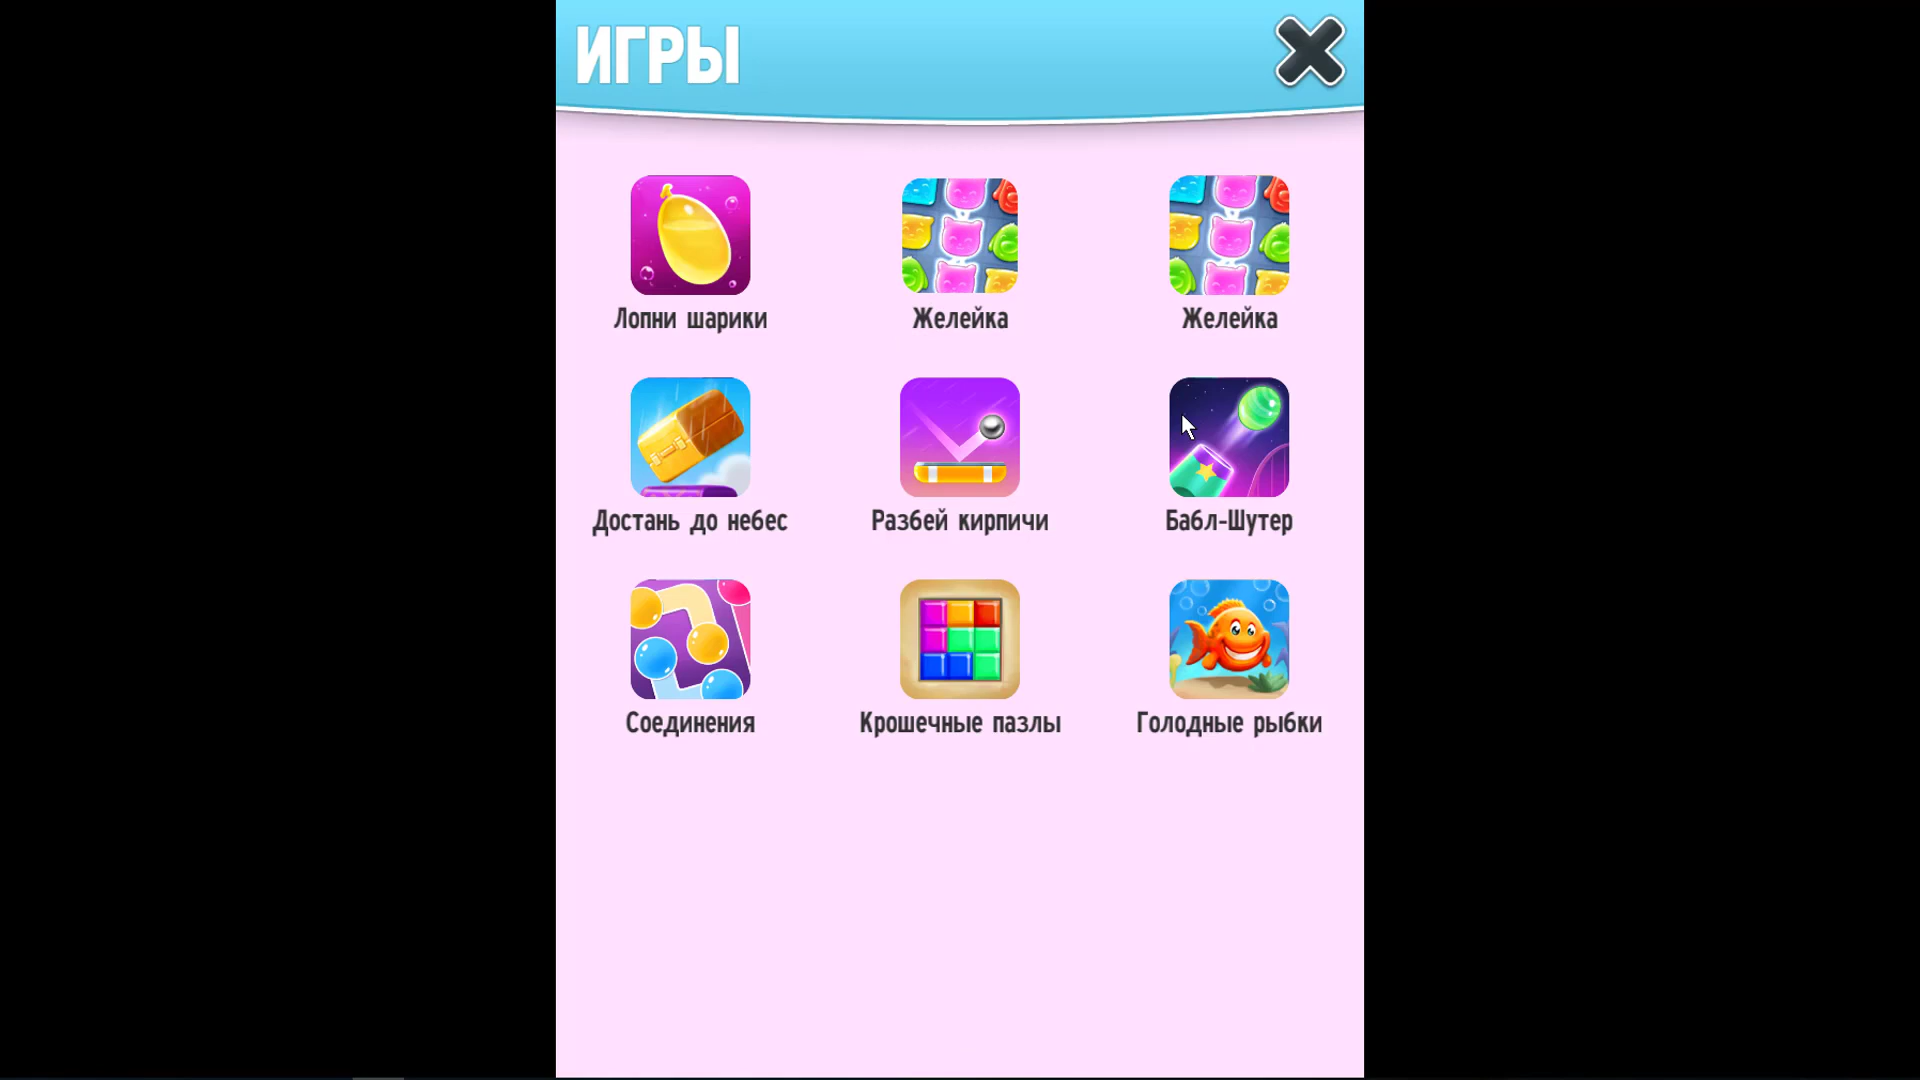 ИГРЫ
Лопни шарики
Желейка
Желейка
Достань до небес
Разбей кирпичи
Бабл-Шутер
Соединения
Крошечные пазлы
Голодные рыбки